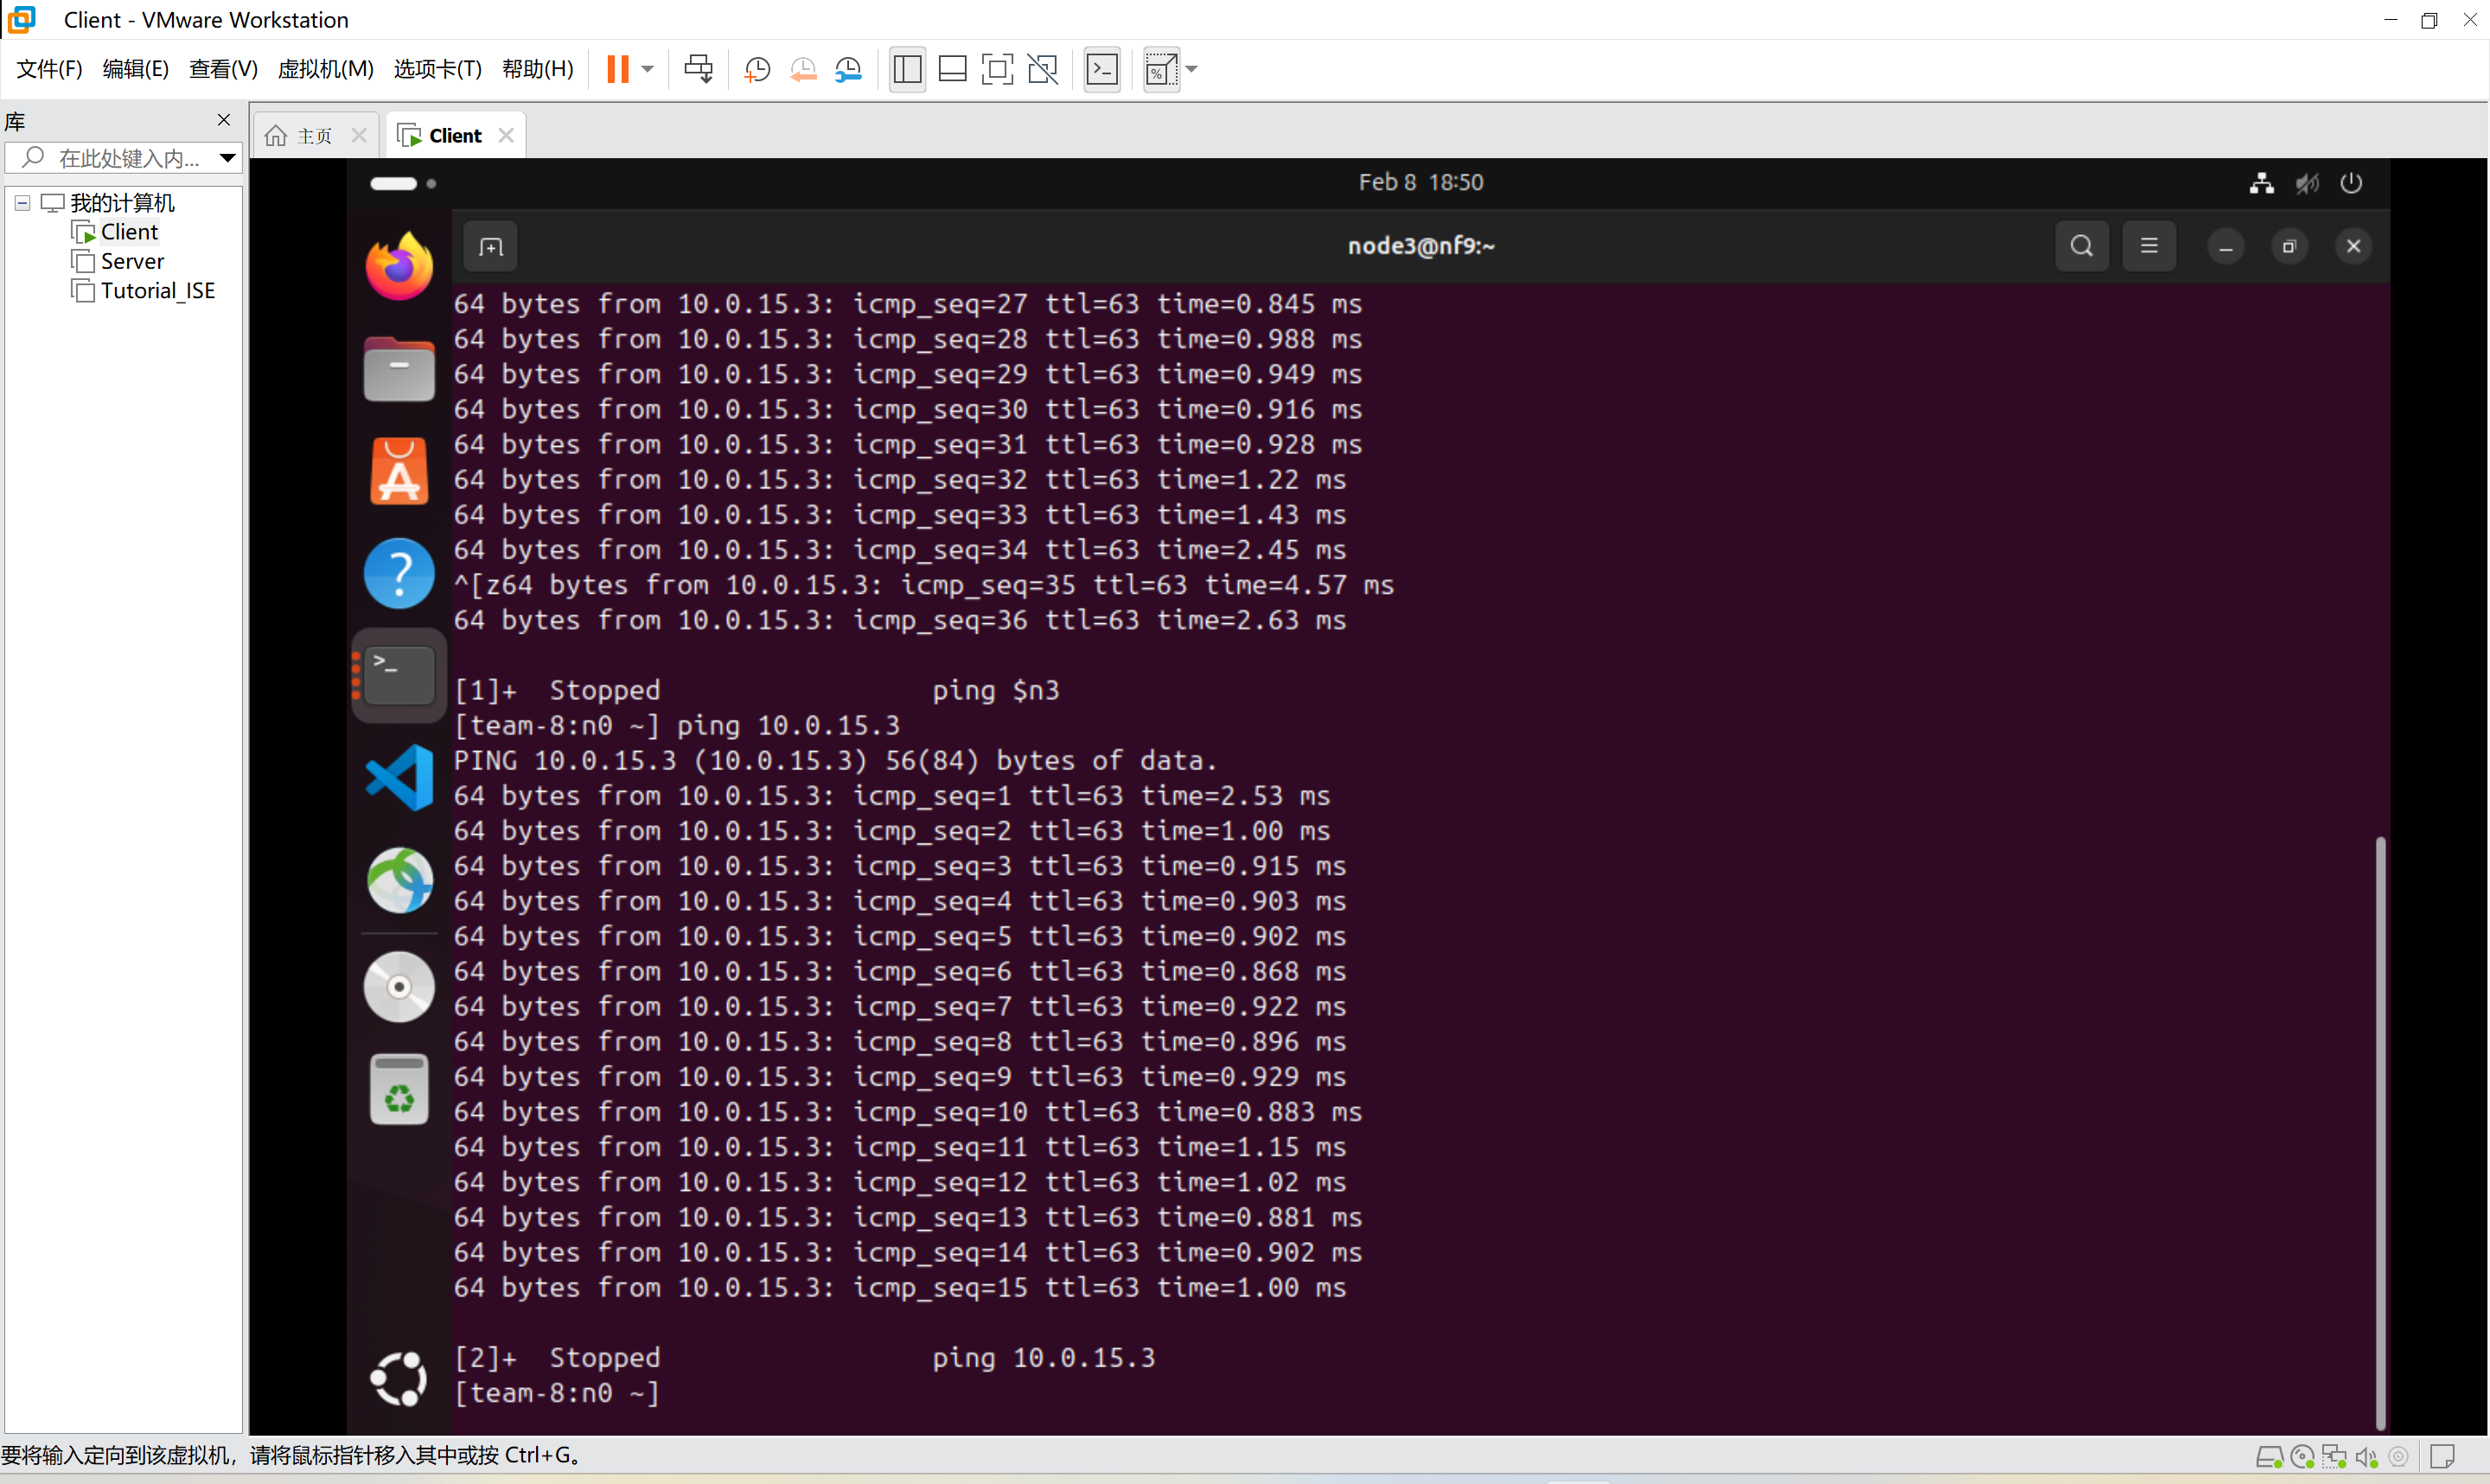 Client - VMware Workstation
文件(F) 编辑(E) 查看(V) 虚拟机(M) 选项卡(T) 帮助(H)
库
在此处键入内...
我的计算机
Client
Server
Tutorial_ISE
主页
Client
Feb 8 18:50
node3@nf9:~
64 bytes from 10.0.15.3: icmp_seq=27 ttl=63 time=0.845 ms
64 bytes from 10.0.15.3: icmp_seq=28 ttl=63 time=0.988 ms
64 bytes from 10.0.15.3: icmp_seq=29 ttl=63 time=0.949 ms
64 bytes from 10.0.15.3: icmp_seq=30 ttl=63 time=0.916 ms
64 bytes from 10.0.15.3: icmp_seq=31 ttl=63 time=0.928 ms
64 bytes from 10.0.15.3: icmp_seq=32 ttl=63 time=1.22 ms
64 bytes from 10.0.15.3: icmp_seq=33 ttl=63 time=1.43 ms
64 bytes from 10.0.15.3: icmp_seq=34 ttl=63 time=2.45 ms
^[z64 bytes from 10.0.15.3: icmp_seq=35 ttl=63 time=4.57 ms
64 bytes from 10.0.15.3: icmp_seq=36 ttl=63 time=2.63 ms
[1]+  Stopped                 ping $n3
[team-8:n0 ~] ping 10.0.15.3
PING 10.0.15.3 (10.0.15.3) 56(84) bytes of data.
64 bytes from 10.0.15.3: icmp_seq=1 ttl=63 time=2.53 ms
64 bytes from 10.0.15.3: icmp_seq=2 ttl=63 time=1.00 ms
64 bytes from 10.0.15.3: icmp_seq=3 ttl=63 time=0.915 ms
64 bytes from 10.0.15.3: icmp_seq=4 ttl=63 time=0.903 ms
64 bytes from 10.0.15.3: icmp_seq=5 ttl=63 time=0.902 ms
64 bytes from 10.0.15.3: icmp_seq=6 ttl=63 time=0.868 ms
64 bytes from 10.0.15.3: icmp_seq=7 ttl=63 time=0.922 ms
64 bytes from 10.0.15.3: icmp_seq=8 ttl=63 time=0.896 ms
64 bytes from 10.0.15.3: icmp_seq=9 ttl=63 time=0.929 ms
64 bytes from 10.0.15.3: icmp_seq=10 ttl=63 time=0.883 ms
64 bytes from 10.0.15.3: icmp_seq=11 ttl=63 time=1.15 ms
64 bytes from 10.0.15.3: icmp_seq=12 ttl=63 time=1.02 ms
64 bytes from 10.0.15.3: icmp_seq=13 ttl=63 time=0.881 ms
64 bytes from 10.0.15.3: icmp_seq=14 ttl=63 time=0.902 ms
64 bytes from 10.0.15.3: icmp_seq=15 ttl=63 time=1.00 ms
[2]+  Stopped                 ping 10.0.15.3
[team-8:n0 ~]
要将输入定向到该虚拟机，请将鼠标指针移入其中或按 Ctrl+G。